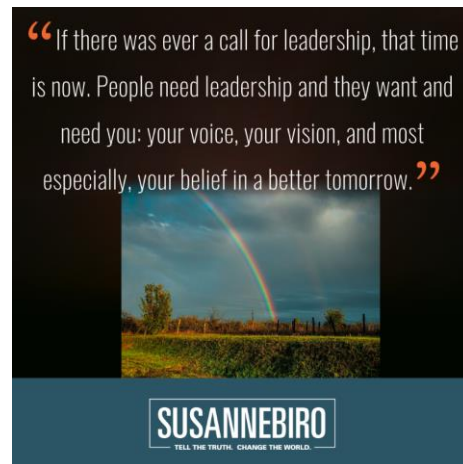 “If there was ever a call for leadership, that time
is now. People need leadership and they want and
need you: your voice, your vision, and most
especially, your belief in a better tomorrow.”
SUSANNEBIRO
TELL THE TRUTH. CHANGE THE WORLD.